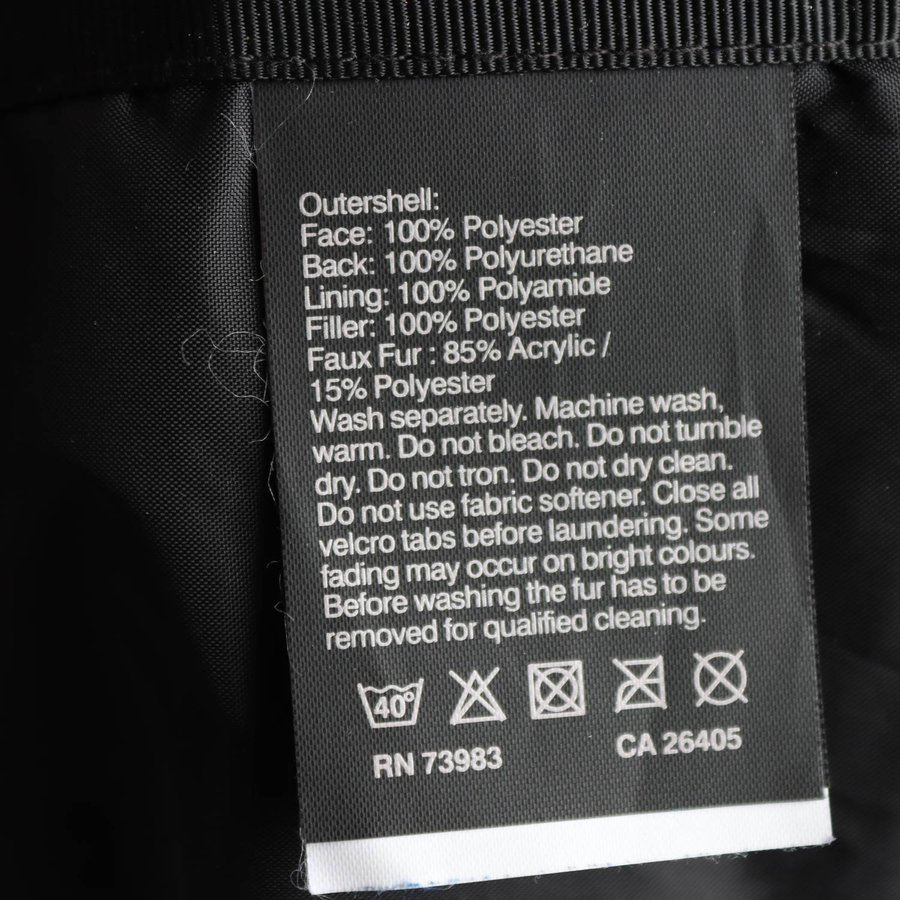 Outershell:
Face: 100% Polyester
Back: 100% Polyurethane
Lining: 100% Polyamide
Filler: 100% Polyester
Faux Fur : 85% Acrylic /
15% Polyester
Wash separately. Machine wash,
warm. Do not bleach. Do not tumble
dry. Do not tron. Do not dry clean.
Do not use fabric softener. Close all
velcro tabs before laundering. Some
fading may occur on bright colours.
Before washing the fur has to be
removed for qualified cleaning.
40°
RN 73983 CA 26405